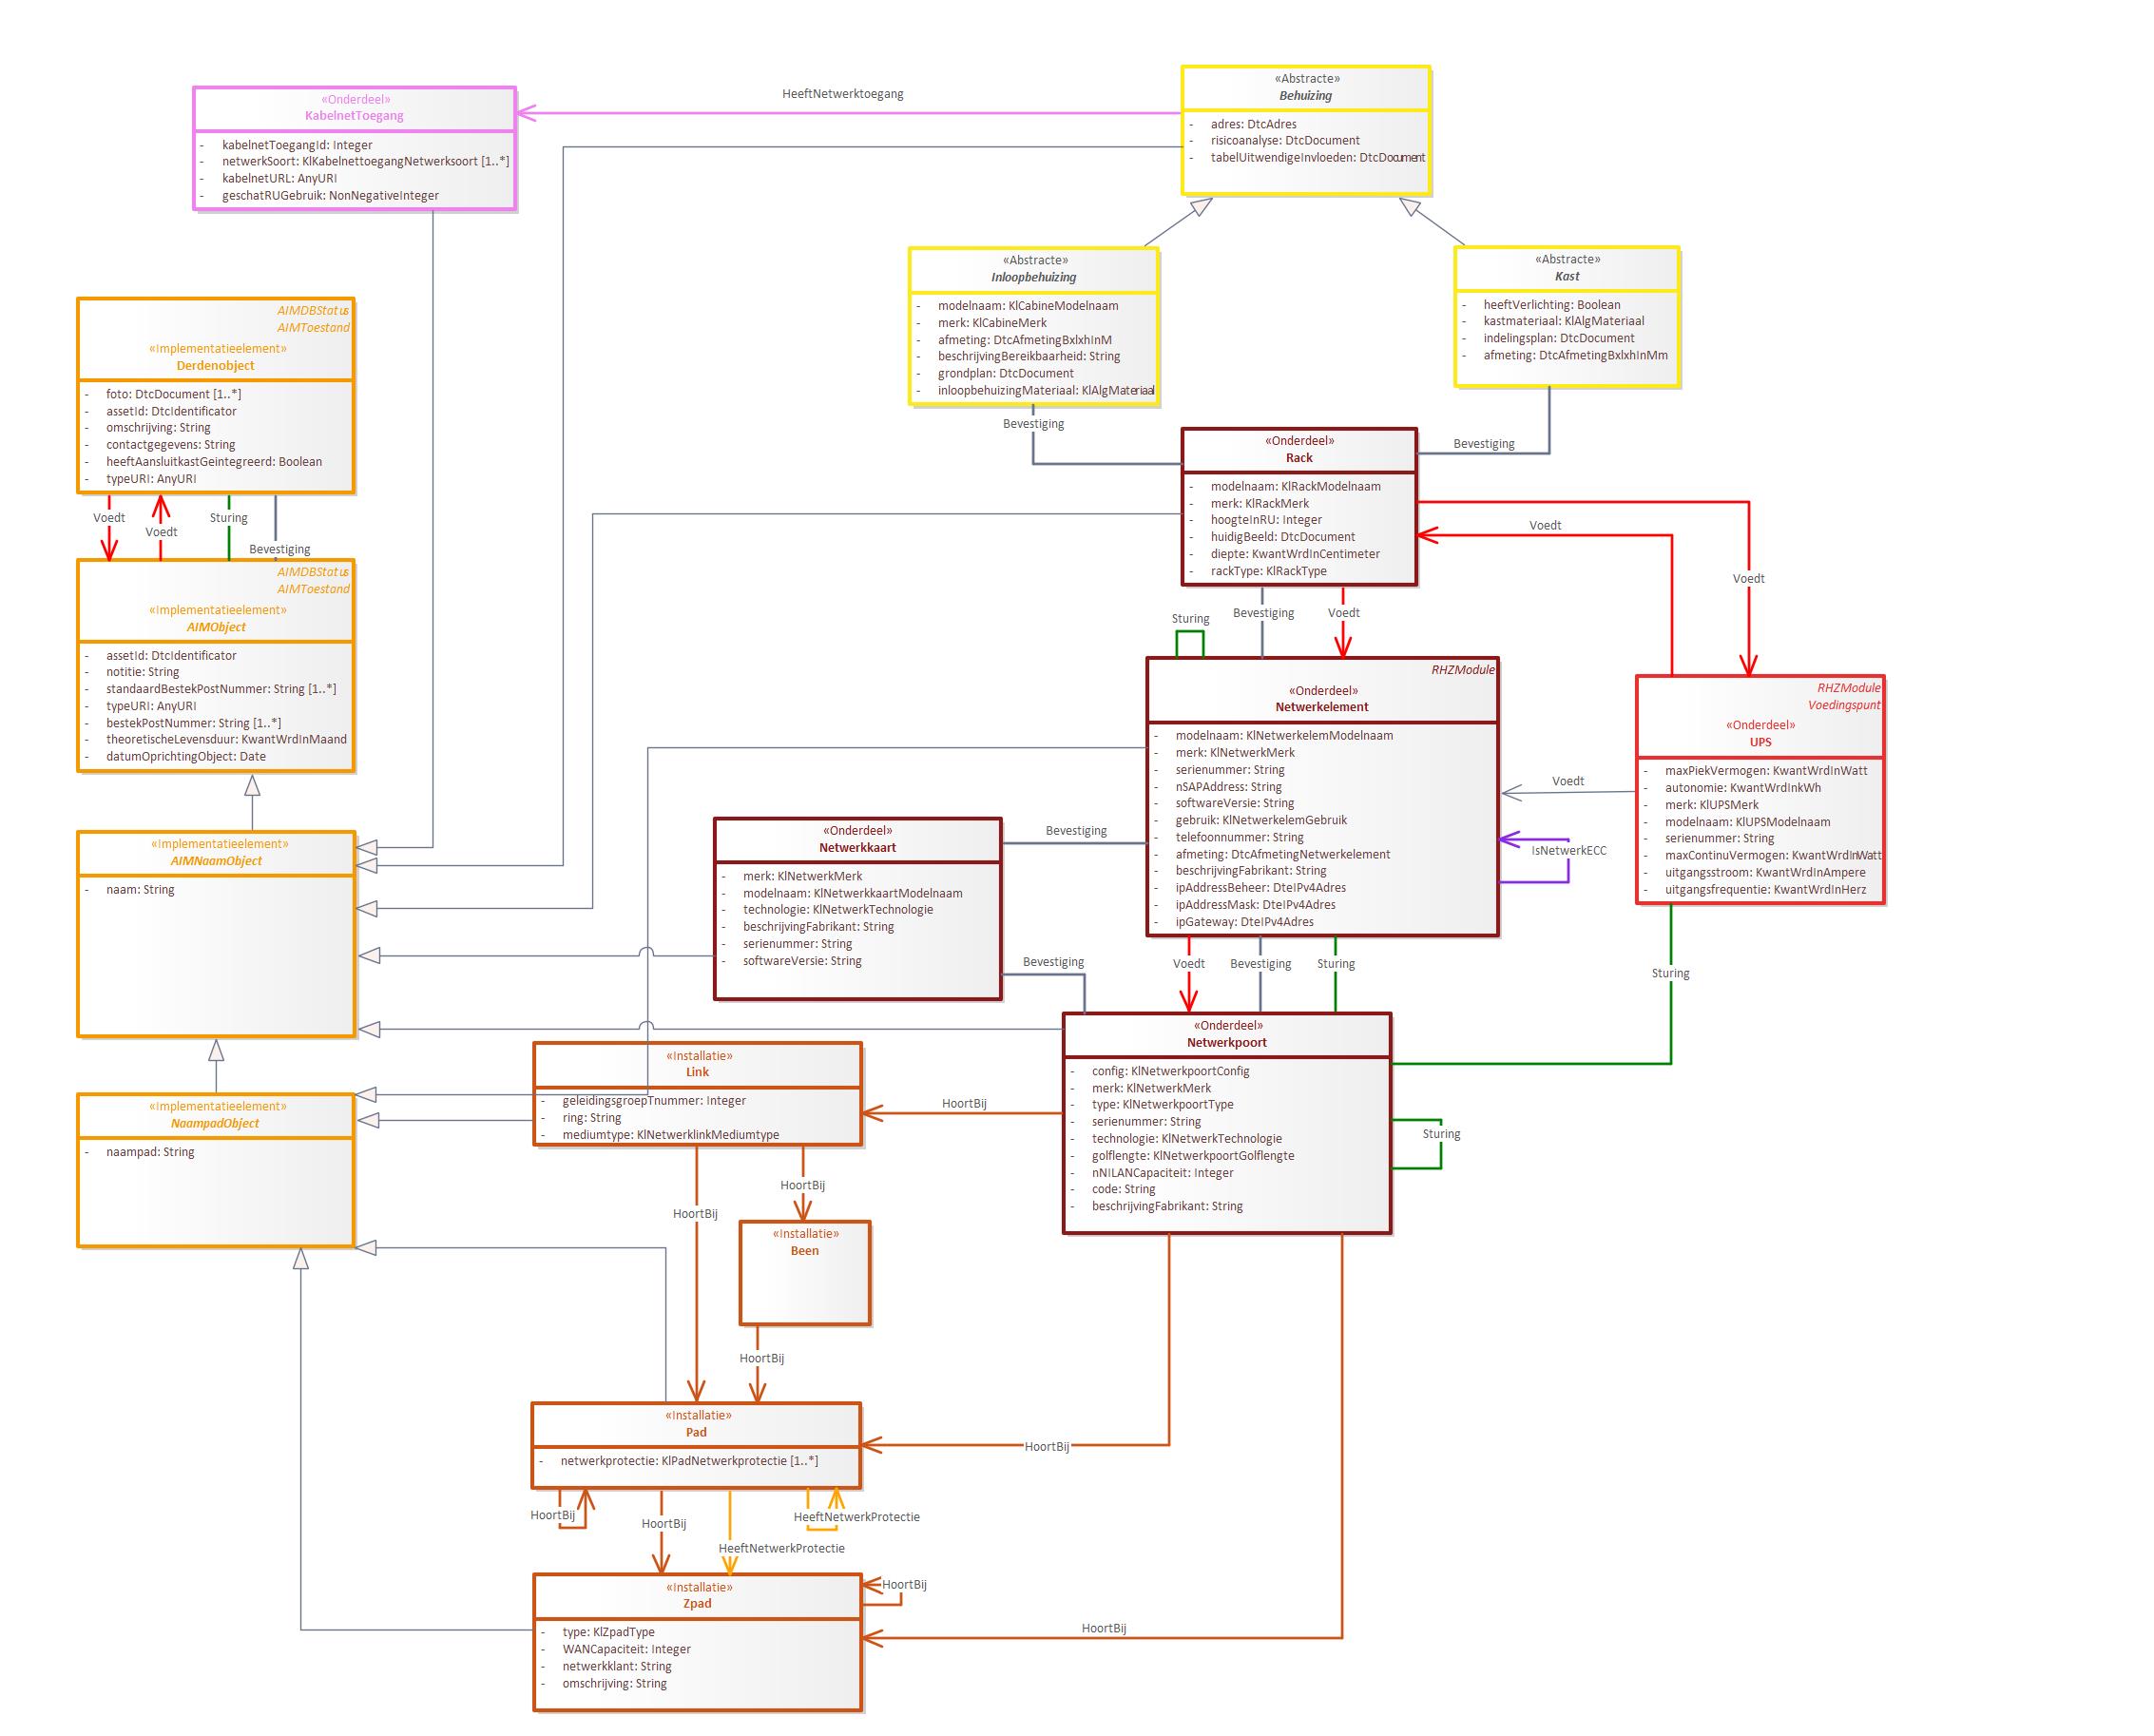 «Onderdeel»
KabelnetToegang
- kabelnetToegangId: Integer
- netwerkSoort: KlKabelnettoegangNetwerksoort [1..*]
- kabelnetURL: AnyURI
- geschatRUGebruik: NonNegativeInteger
HeeftNetwerktoegang
«Abstracte»
Behuizing
- adres: DtcAdres
- risicoanalyse: DtcDocument
- tabelUitwendigeInvloeden: DtcDocument
«Abstracte»
Inloopbehuizing
- modelnaam: KlCabineModelnaam
- merk: KlCabineMerk
- afmeting: DtcAfmetingBxlxhInM
- beschrijvingBereikbaarheid: String
- grondplan: DtcDocument
- inloopbehuizingMateriaal: KlAlgMateriaal
«Abstracte»
Kast
- heeftVerlichting: Boolean
- kastmateriaal: KlAlgMateriaal
- indelingsplan: DtcDocument
- afmeting: DtcAfmetingBxlxhInMm
AIMDBStatus
AIMToestand
«Implementatieelement»
Derdenobject
- foto: DtcDocument [1..*]
- assetId: DtcIdentificator
- omschrijving: String
- contactgegevens: String
- heeftAansluitkastGeintegreerd: Boolean
- typeURI: AnyURI
Voedt
Voedt
Sturing
Bevestiging
AIMDBStatus
AIMToestand
«Implementatieelement»
AIMObject
- assetId: DtcIdentificator
- notitie: String
- standaardBestekPostNummer: String [1..*]
- typeURI: AnyURI
- bestekPostNummer: String [1..*]
- theoretischeLevensduur: KwantWrdInMaand
- datumOprichtingObject: Date
«Implementatieelement»
AIMNaamObject
- naam: String
«Implementatieelement»
NaampadObject
- naampad: String
Bevestiging
Bevestiging
«Onderdeel»
Rack
- modelnaam: KlRackModelnaam
- merk: KlRackMerk
- hoogteInRU: Integer
- huidigBeeld: DtcDocument
- diepte: KwantWrdInCentimeter
- rackType: KlRackType
Voedt
Voedt
Sturing
Bevestiging
Voedt
RHZModule
«Onderdeel»
Netwerkelement
- modelnaam: KlNetwerkelemModelnaam
- merk: KlNetwerkMerk
- serienummer: String
- nSAPAddress: String
- softwareVersie: String
- gebruik: KlNetwerkelemGebruik
- telefoonnummer: String
- afmeting: DtcAfmetingNetwerkelement
- beschrijvingFabrikant: String
- ipAddressBeheer: DteIPv4Adres
- ipAddressMask: DteIPv4Adres
- ipGateway: DteIPv4Adres
RHZModule
Voedingspunt
«Onderdeel»
UPS
- maxPiekVermogen: KwantWrdInWatt
- autonomie: KwantWrdInkWh
- merk: KlUPSMerk
- modelnaam: KlUPSModelnaam
- serienummer: String
- maxContinuVermogen: KwantWrdInWatt
- uitgangsstroom: KwantWrdInAmpere
- uitgangsfrequentie: KwantWrdInHerz
Voedt
IsNetwerkECC
Bevestiging
«Onderdeel»
Netwerkkaart
- merk: KlNetwerkMerk
- modelnaam: KlNetwerkkaartModelnaam
- technologie: KlNetwerkTechnologie
- beschrijvingFabrikant: String
- serienummer: String
- softwareVersie: String
Bevestiging
Voedt
Bevestiging
Sturing
Sturing
«Onderdeel»
Netwerkpoort
- config: KlNetwerkpoortConfig
- merk: KlNetwerkMerk
- type: KlNetwerkpoortType
- serienummer: String
- technologie: KlNetwerkTechnologie
- golflengte: KlNetwerkpoortGolflengte
- nNILANCapaciteit: Integer
- code: String
- beschrijvingFabrikant: String
Sturing
HoortBij
«Installatie»
Link
- geleidingsgroepTnummer: Integer
- ring: String
- mediumtype: KlNetwerklinkMediumtype
HoortBij
HoortBij
«Installatie»
Been
HoortBij
«Installatie»
Pad
- netwerkprotectie: KlPadNetwerkprotectie [1..*]
HoortBij
HoortBij
HoortBij
HeeftNetwerkProtectie
HeeftNetwerkProtectie
«Installatie»
Zpad
- type: KlZpadType
- WANCapaciteit: Integer
- netwerkklant: String
- omschrijving: String
HoortBij
HoortBij